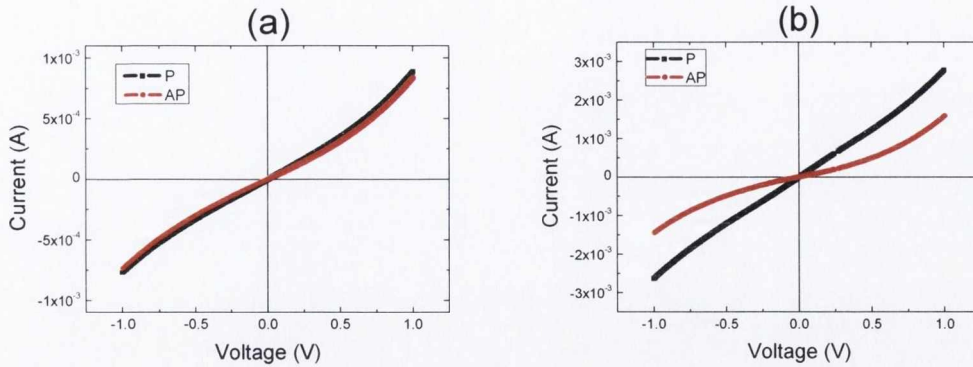 (a)
P
AP
1x10⁻³
5x10⁻⁴
0
-5x10⁻⁴
-1x10⁻³
Current (A)
-1.0 -0.5 0.0 0.5 1.0
Voltage (V)
(b)
P
AP
3x10⁻³
2x10⁻³
1x10⁻³
0
-1x10⁻³
-2x10⁻³
-3x10⁻³
Current (A)
-1.0 -0.5 0.0 0.5 1.0
Voltage (V)